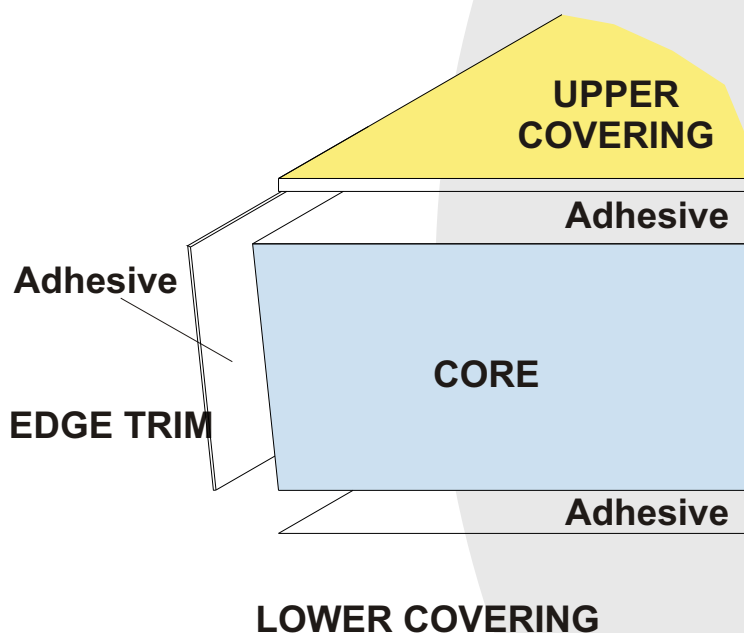 UPPER
COVERING
Adhesive
Adhesive
CORE
EDGE TRIM
Adhesive
LOWER COVERING